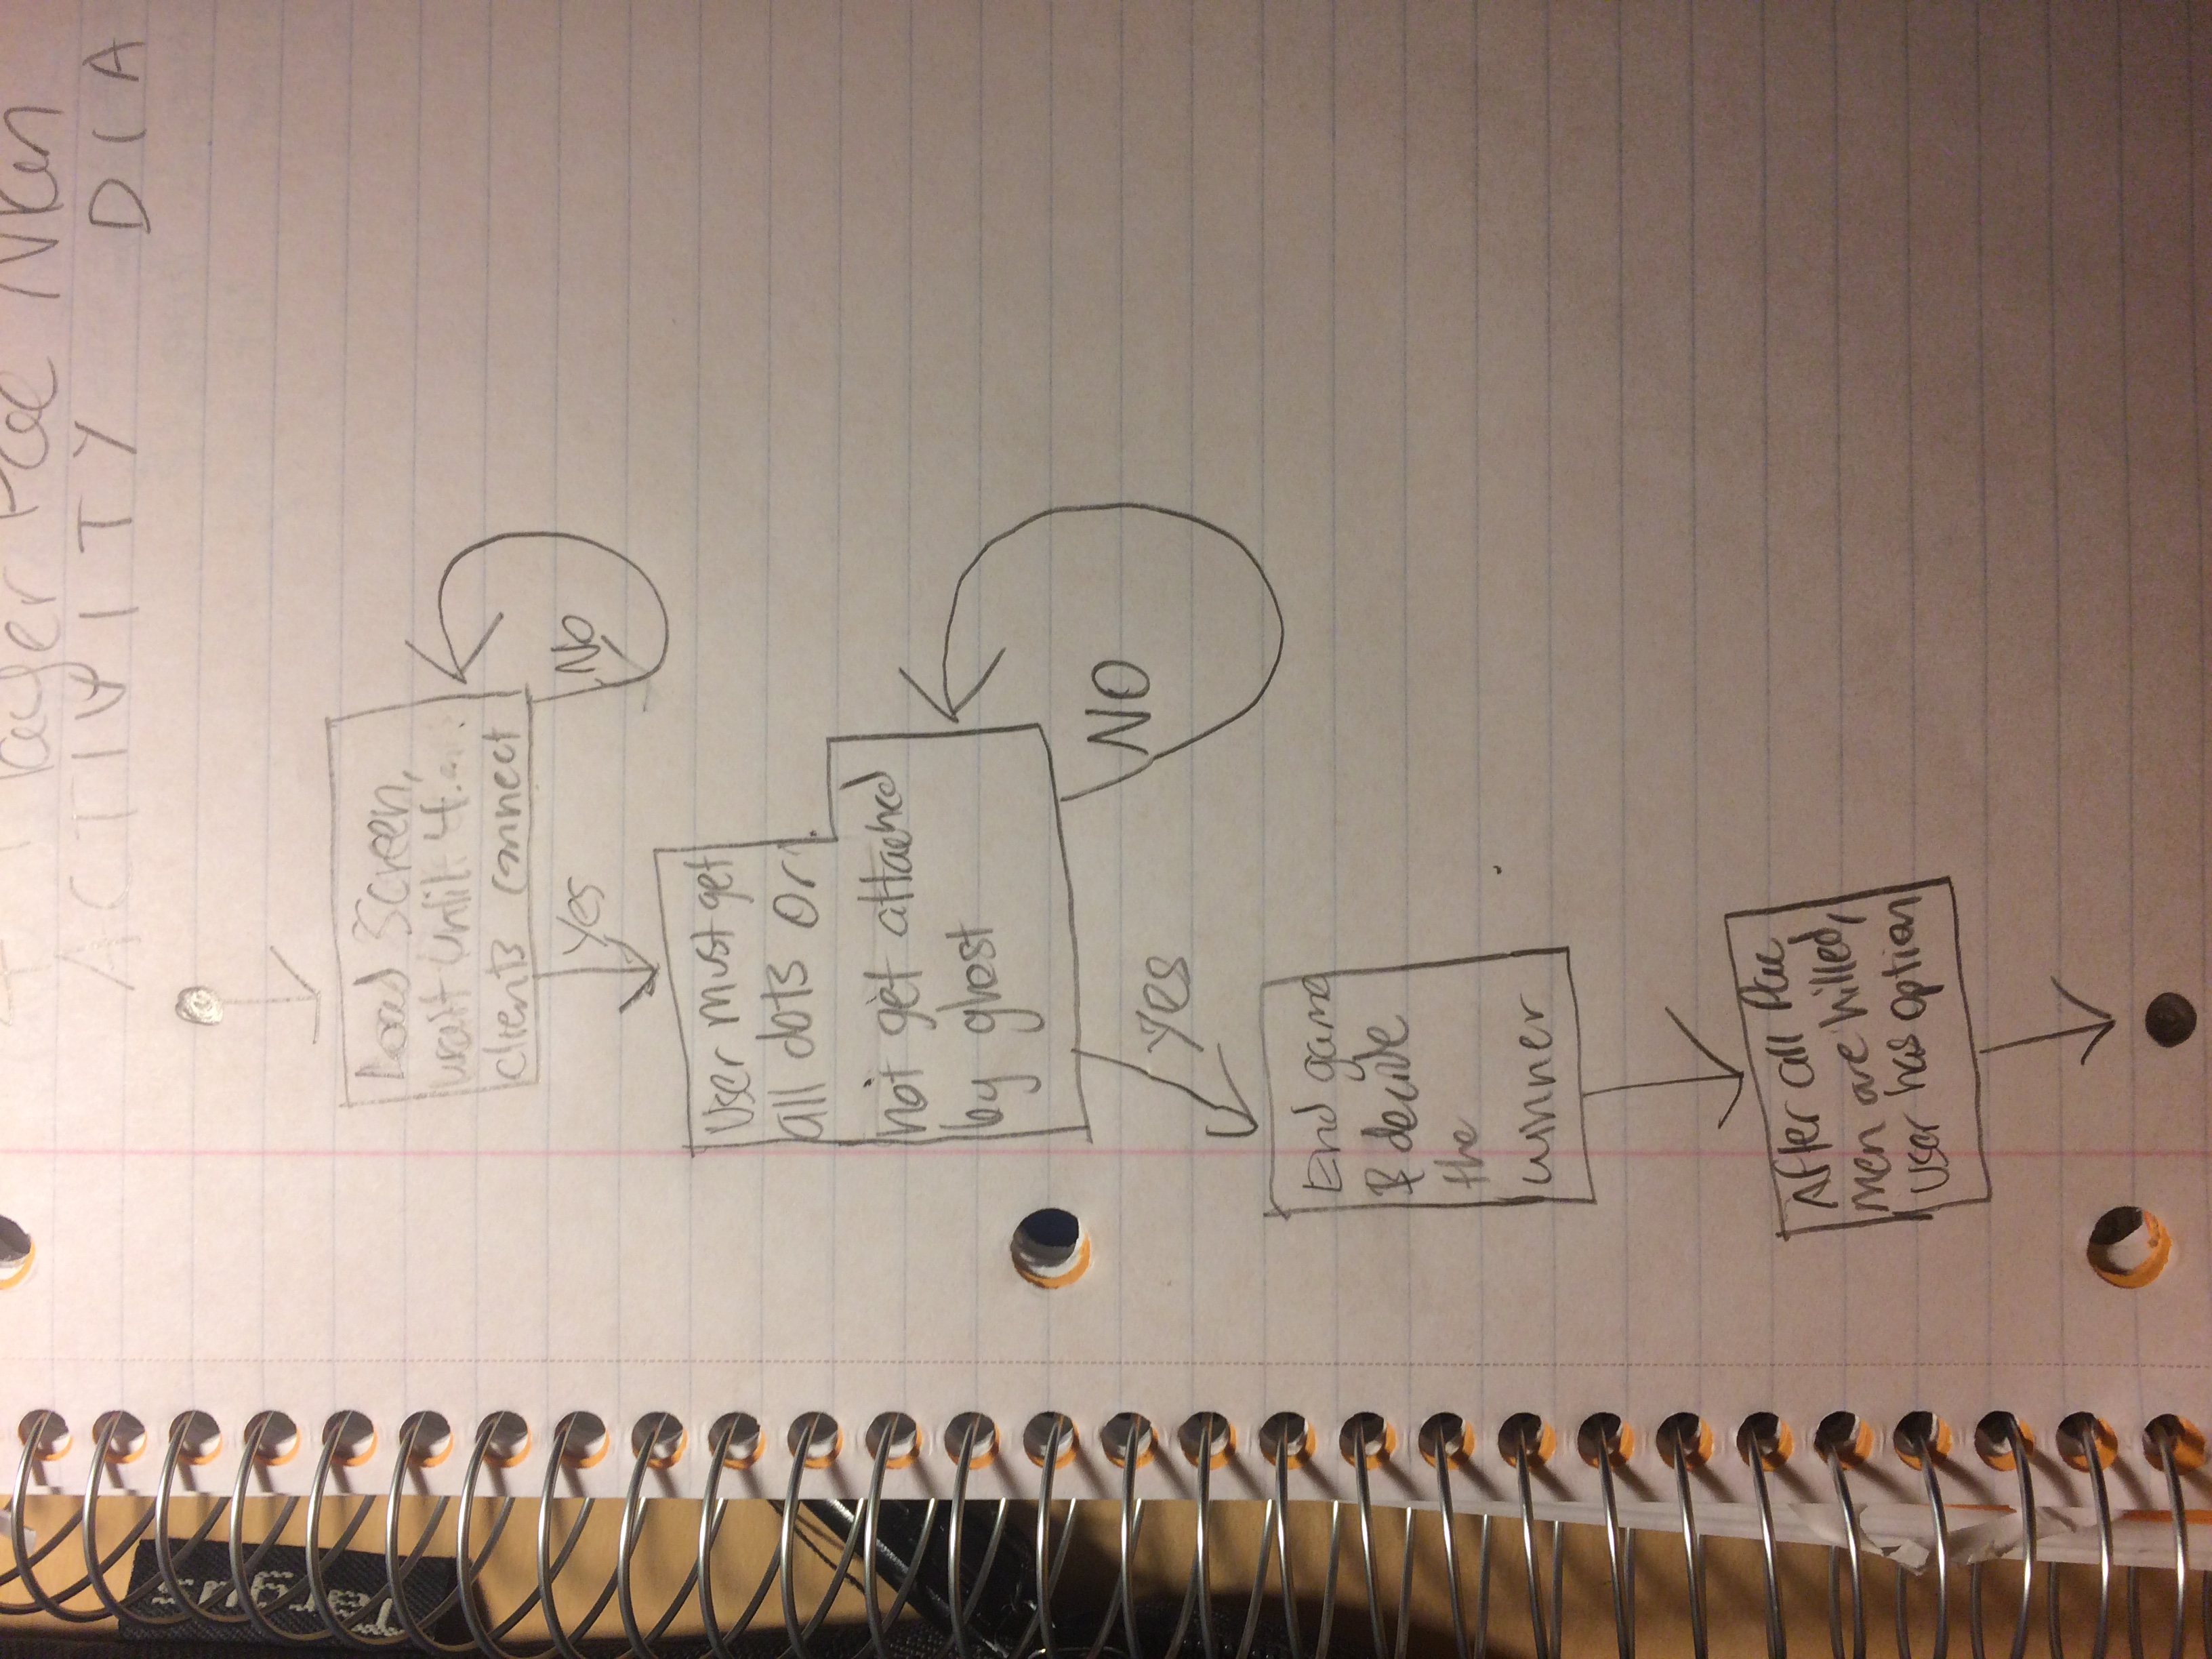 4 Player Pac Man
ACTIVITY DIA
Load Screen,
wait until 4
clients connect
No
Yes
User must get
all dots or
not get attached
by ghost
NO
Yes
End game
& decide
the
winner
After all Pac
men are killed,
user has option